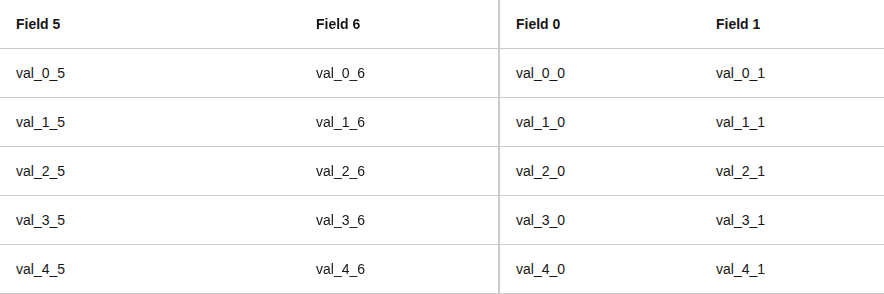 Field 5 Field 6 Field 0 Field 1
val_0_5 val_0_6 val_0_0 val_0_1
val_1_5 val_1_6 val_1_0 val_1_1
val_2_5 val_2_6 val_2_0 val_2_1
val_3_5 val_3_6 val_3_0 val_3_1
val_4_5 val_4_6 val_4_0 val_4_1